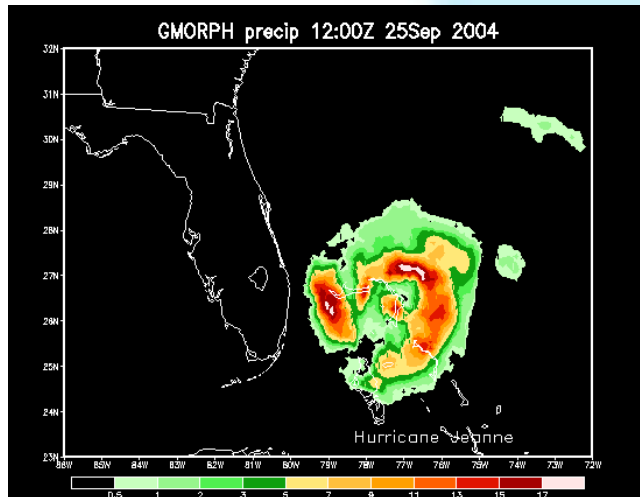 GMORPH precip 12:00Z 25Sep 2004
32N
31N
30N
29N
28N
27N
26N
25N
24N
23N
Hurricane Jeanne
86W 85W 84W 83W 82W 81W 80W 79W 78W 77W 76W 75W 74W 73W 72W
0.5 1 2 3 5 7 9 11 13 15 17